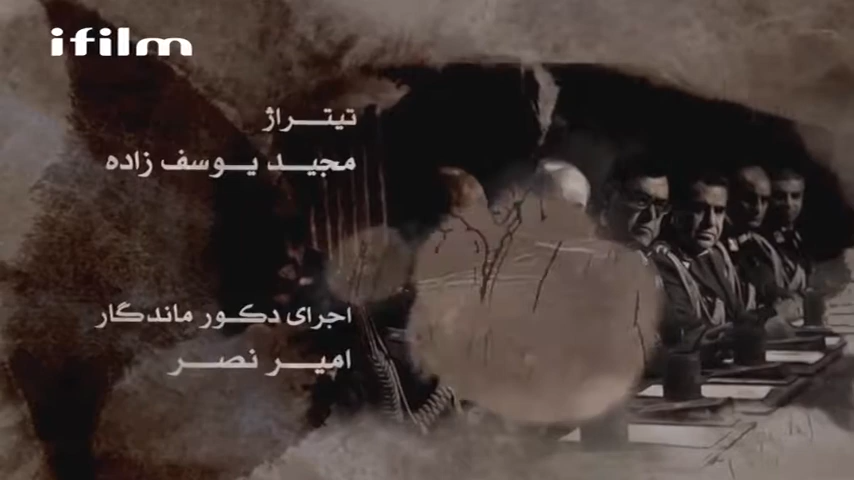 ifilm
تیتراژ
مجید یوسف زاده
اجرای دکور ماندگار
امیر نصر